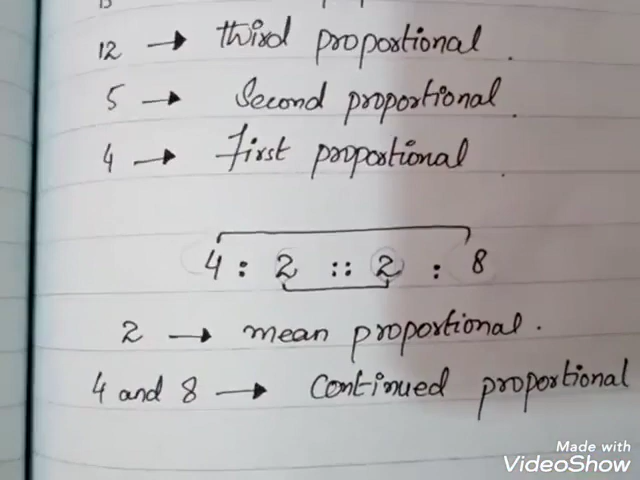 12 → third proportional.
5 → Second proportional.
4 → first proportional.
4 : 2 :: 2 : 8
2 → mean proportional.
4 and 8 → Continued proportional
Made with
VideoShow